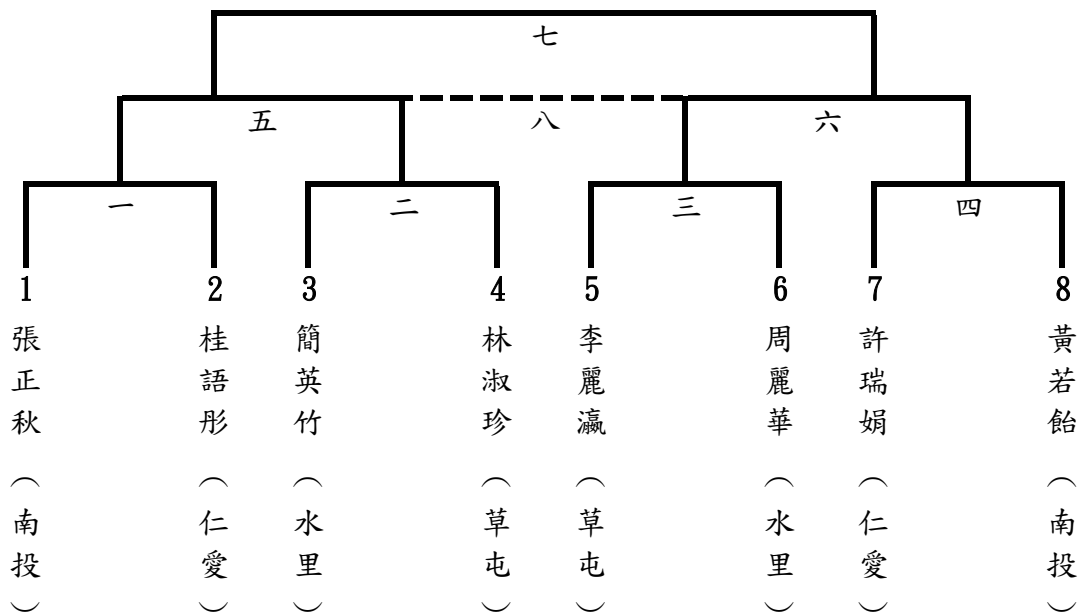 七
五 八 六
一 二 三 四
1 2 3 4 5 6 7 8
張正秋（南投）
桂語彤（仁愛）
簡英竹（水里）
林淑珍（草屯）
李麗瀛（草屯）
周麗華（水里）
許瑞娟（仁愛）
黃若飴（南投）